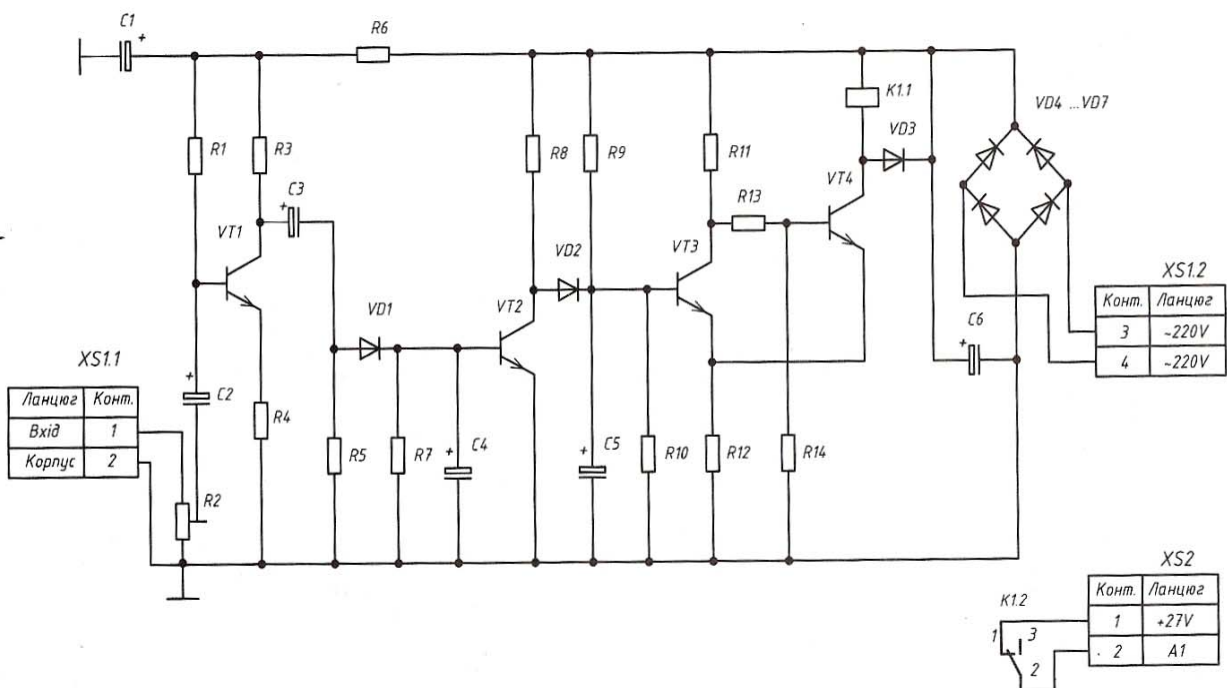 C1
+
R6
K1.1
VD4 ...VD7
R1
R3
R8
R9
R11
VD3
C3
+
VT4
R13
VT1
VD2
VT3
XS1.2
Конт. Ланцюг
3 ~220V
4 ~220V
VD1
VT2
C6
+
XS1.1
Ланцюг Конт.
Вхід 1
Корпус 2
+
C2
R4
R2
R5
R7
+
C4
+
C5
R10
R12
R14
XS2
Конт. Ланцюг
1 +27V
2 A1
K1.2
1
3
2